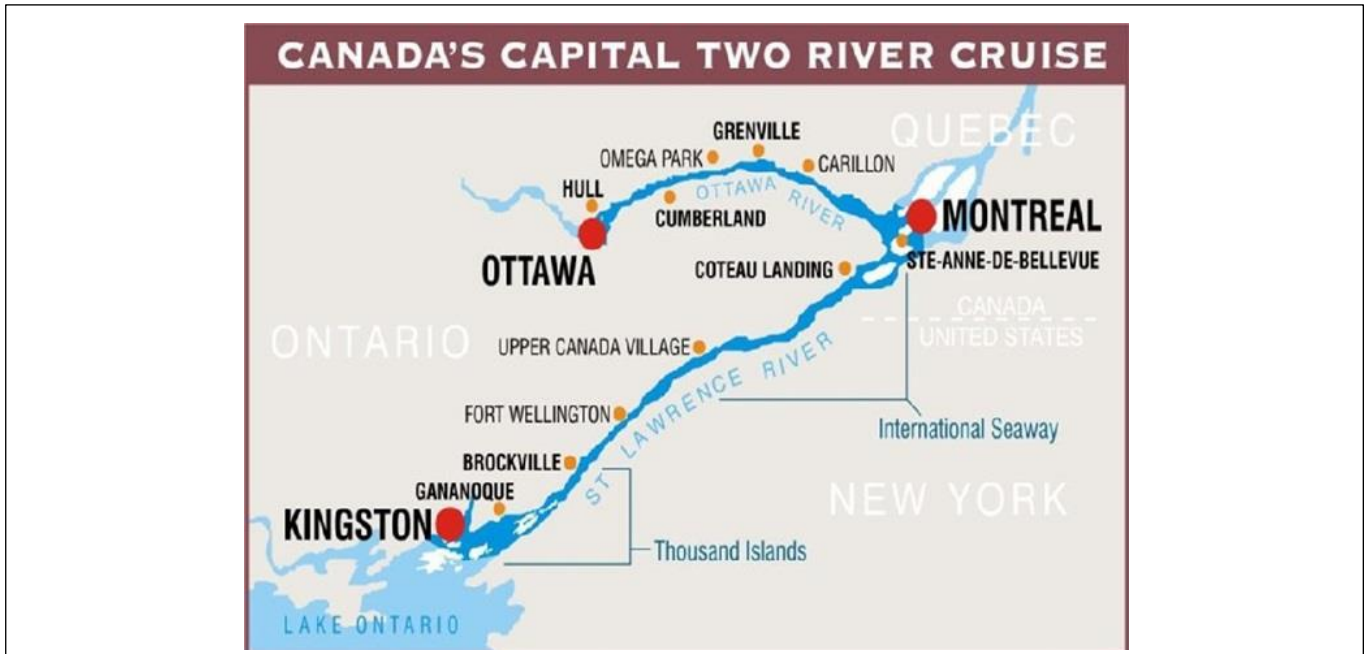 CANADA'S CAPITAL TWO RIVER CRUISE
QUEBEC
GRENVILLE
OMEGA PARK
CARILLON
HULL
OTTAWA RIVER
CUMBERLAND
MONTREAL
OTTAWA
STE-ANNE-DE-BELLEVUE
COTEAU LANDING
CANADA
UNITED STATES
ONTARIO
UPPER CANADA VILLAGE
ST LAWRENCE RIVER
FORT WELLINGTON
International Seaway
BROCKVILLE
GANANOQUE
NEW YORK
KINGSTON
Thousand Islands
LAKE ONTARIO